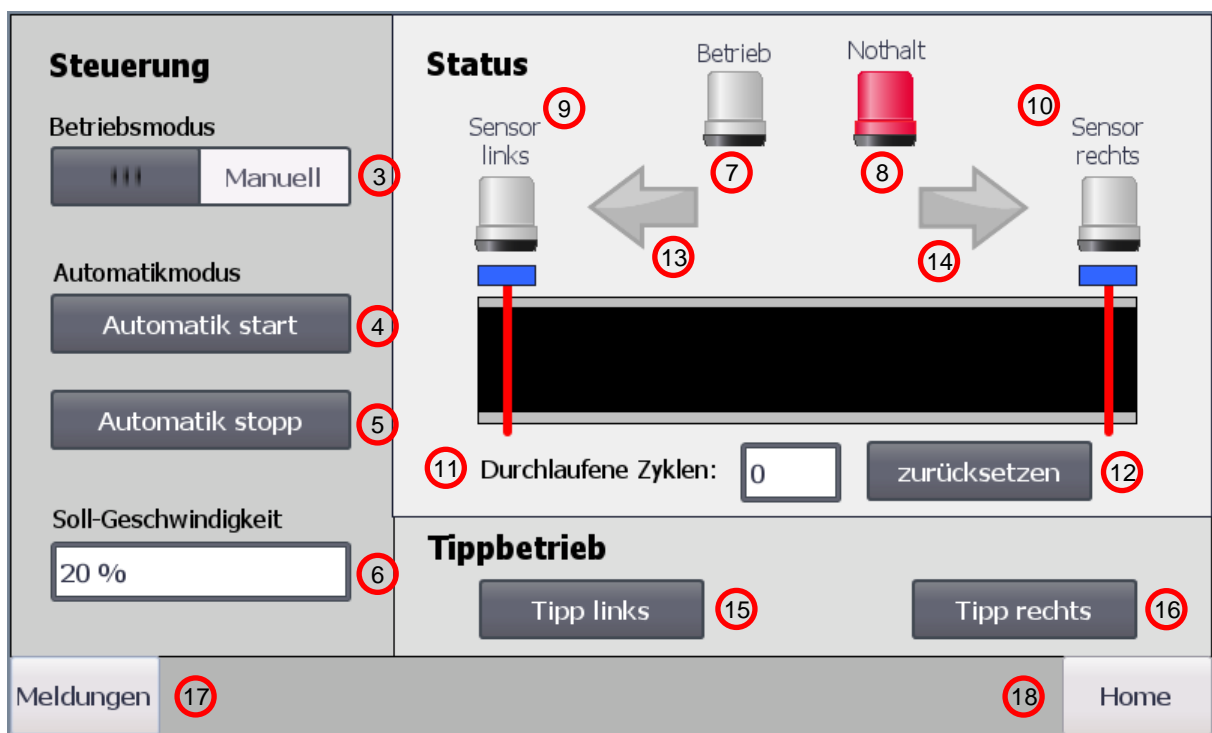 Steuerung
Betriebsmodus
Manuell
3
Automatikmodus
Automatik start
4
Automatik stopp
5
Soll-Geschwindigkeit
20 %
6
Status
Betrieb
7
Nothalt
8
9
Sensor
links
10
Sensor
rechts
13
14
11
Durchlaufene Zyklen:
0
zurücksetzen
12
Tippbetrieb
Tipp links
15
Tipp rechts
16
Meldungen
17
18
Home